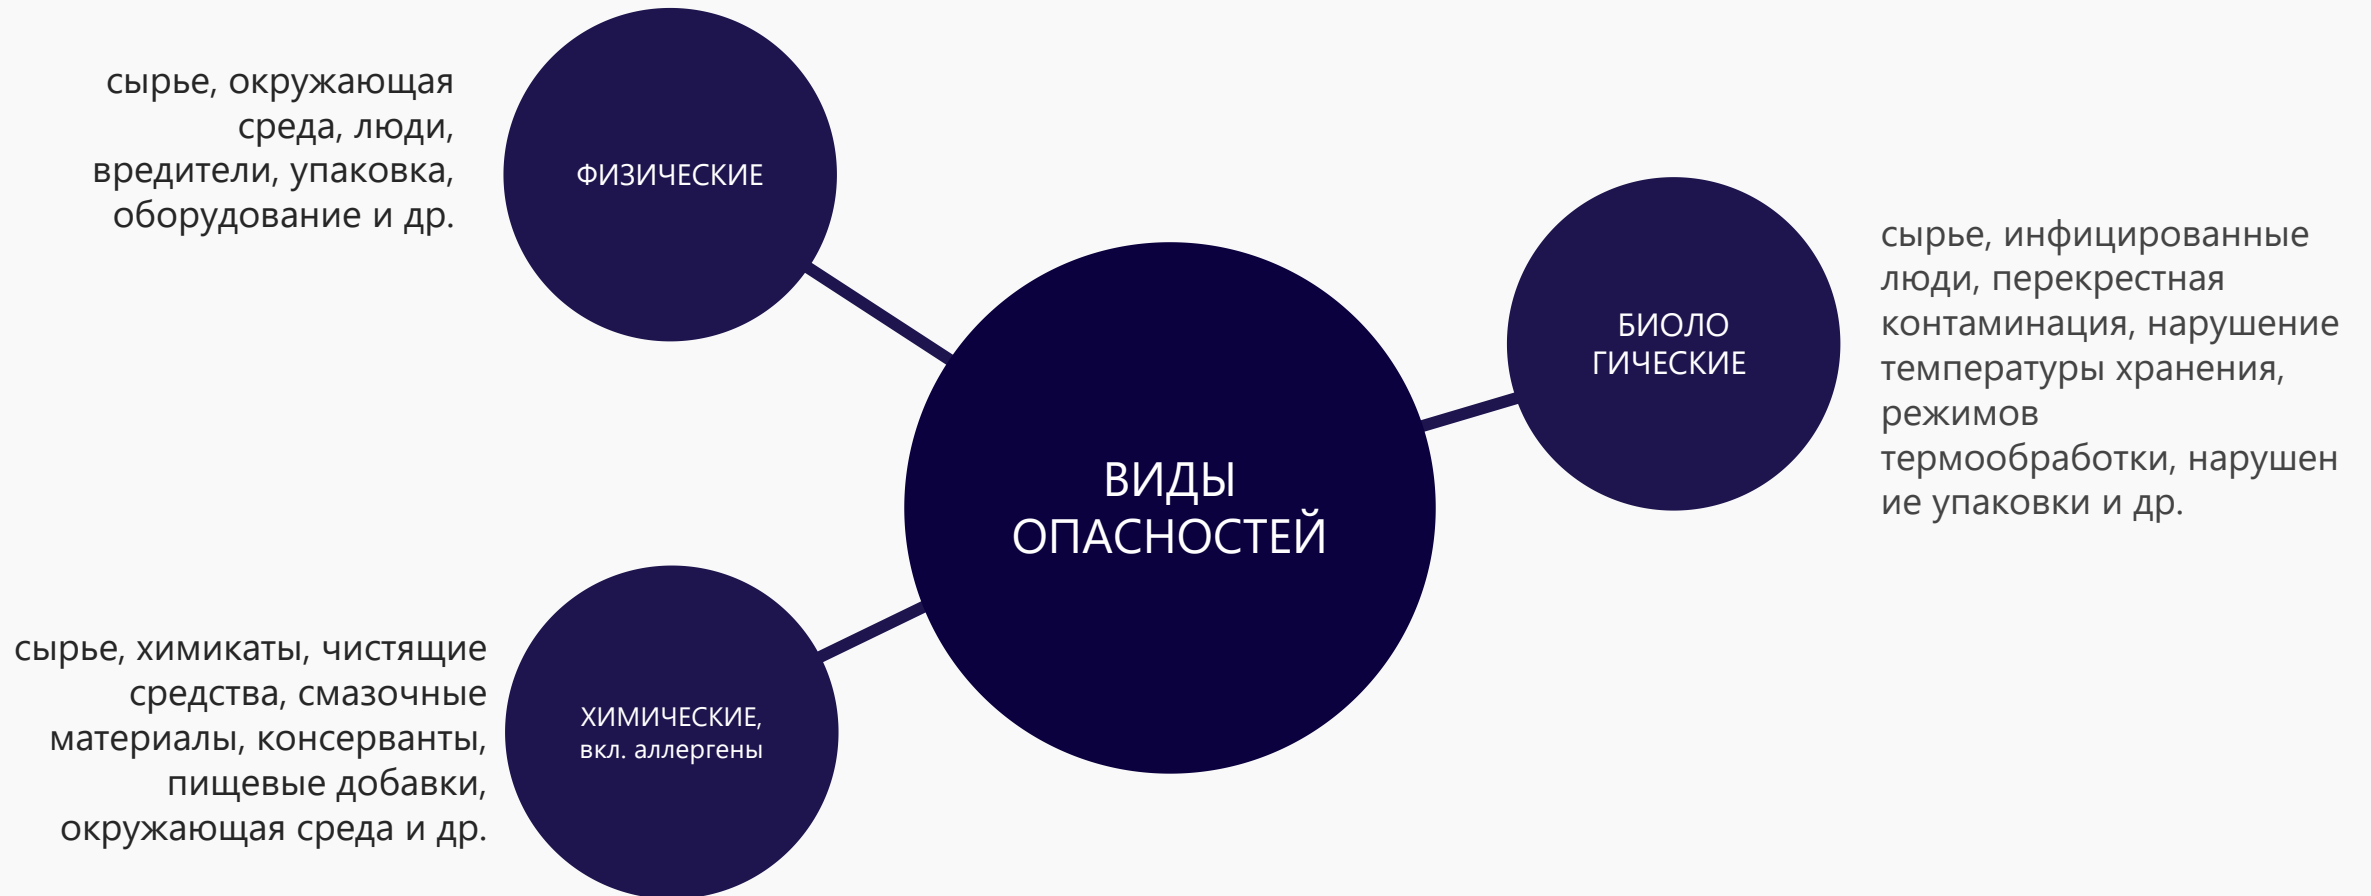 сырье, окружающая
среда, люди,
вредители, упаковка,
оборудование и др.
ФИЗИЧЕСКИЕ
БИОЛО
ГИЧЕСКИЕ
сырье, инфицированные
люди, перекрестная
контаминация, нарушение
температуры хранения,
режимов
термообработки, нарушен
ие упаковки и др.
ВИДЫ
ОПАСНОСТЕЙ
сырье, химикаты, чистящие
средства, смазочные
материалы, консерванты,
пищевые добавки,
окружающая среда и др.
ХИМИЧЕСКИЕ,
вкл. аллергены